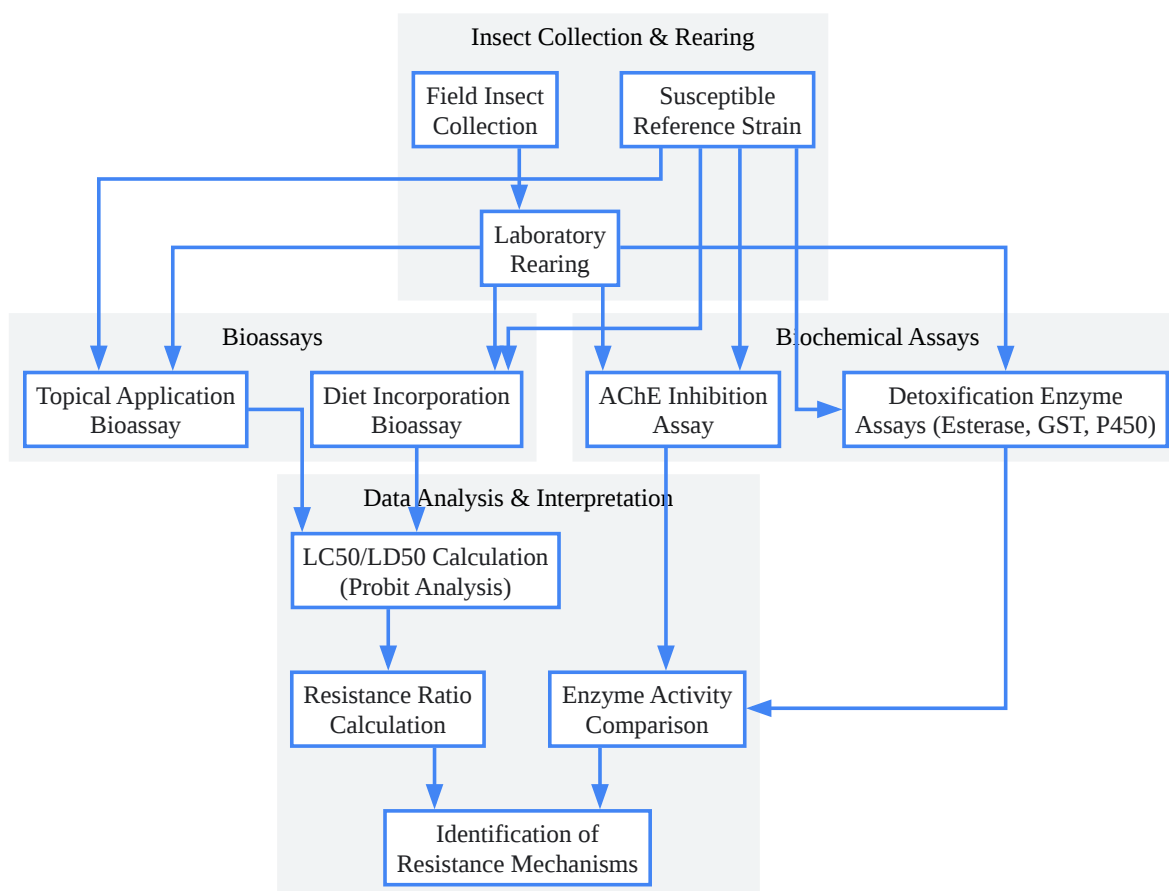 Insect Collection & Rearing
Field Insect
Collection
Susceptible
Reference Strain
Laboratory
Rearing
Bioassays
Biochemical Assays
Topical Application
Bioassay
Diet Incorporation
Bioassay
AChE Inhibition
Assay
Detoxification Enzyme
Assays (Esterase, GST, P450)
Data Analysis & Interpretation
LC50/LD50 Calculation
(Probit Analysis)
Resistance Ratio
Calculation
Enzyme Activity
Comparison
Identification of
Resistance Mechanisms